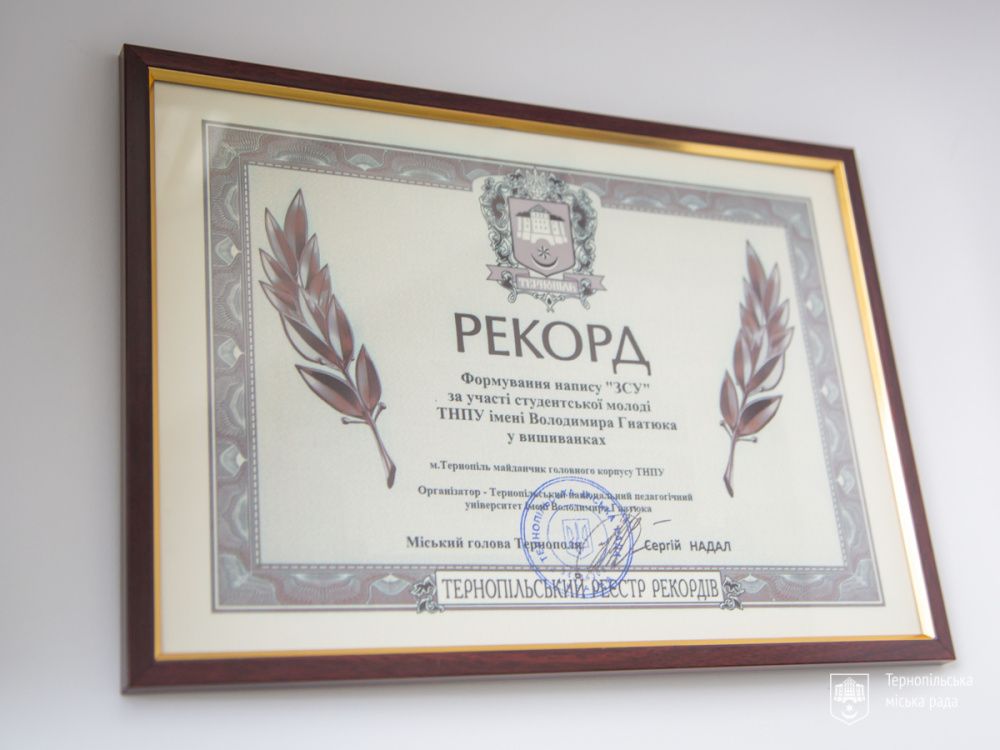 ТЕРНОПІЛЬ
РЕКОРД
Формування напису "ЗСУ"
за участі студентської молоді
ТНПУ імені Володимира Гнатюка
у вишиванках
м.Тернопіль майданчик головного корпусу ТНПУ
Організатор - Тернопільський національний педагогічний
університет імені Володимира Гнатюка
Міський голова Тернополя Сергій НАДАЛ
ТЕРНОПІЛЬСЬКИЙ РЕЄСТР РЕКОРДІВ
Тернопільська
міська рада